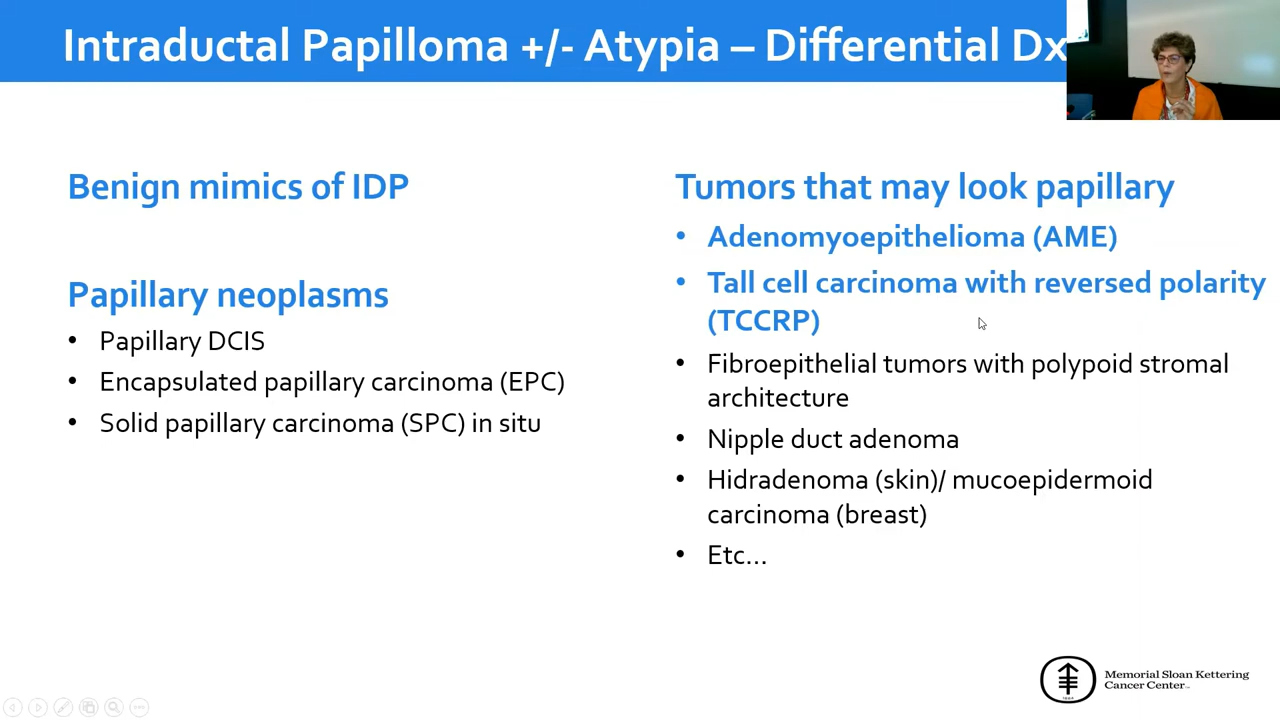 Intraductal Papilloma +/- Atypia – Differential Dx
Benign mimics of IDP
Papillary neoplasms
• Papillary DCIS
• Encapsulated papillary carcinoma (EPC)
• Solid papillary carcinoma (SPC) in situ
Tumors that may look papillary
• Adenomyoepithelioma (AME)
• Tall cell carcinoma with reversed polarity
(TCCRP)
• Fibroepithelial tumors with polypoid stromal
architecture
• Nipple duct adenoma
• Hidradenoma (skin)/ mucoepidermoid
carcinoma (breast)
• Etc...
Memorial Sloan Kettering
Cancer Center